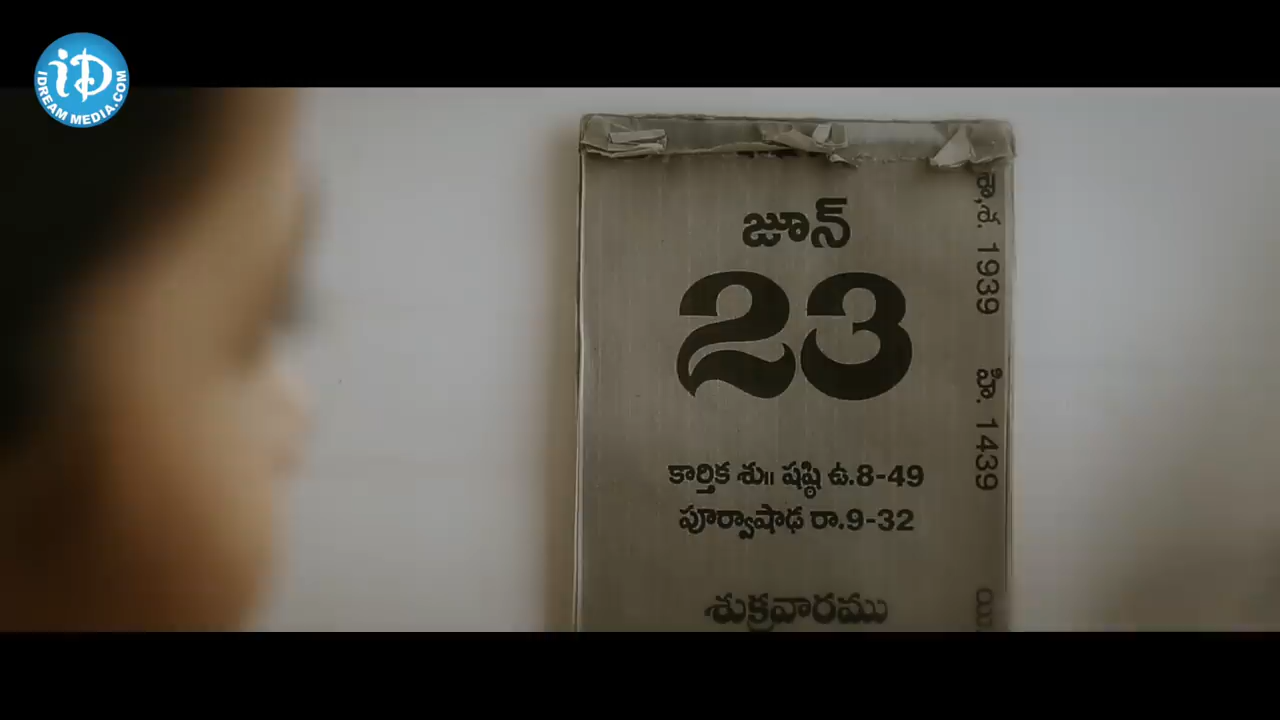 iD
IDREAM MEDIA.COM
జూన్
23
కార్తిక శు॥ షష్ఠి ఉ.8-49
పూర్వాషాఢ రా.9-32
శుక్రవారము
శా,శ. 1939 హి. 1439